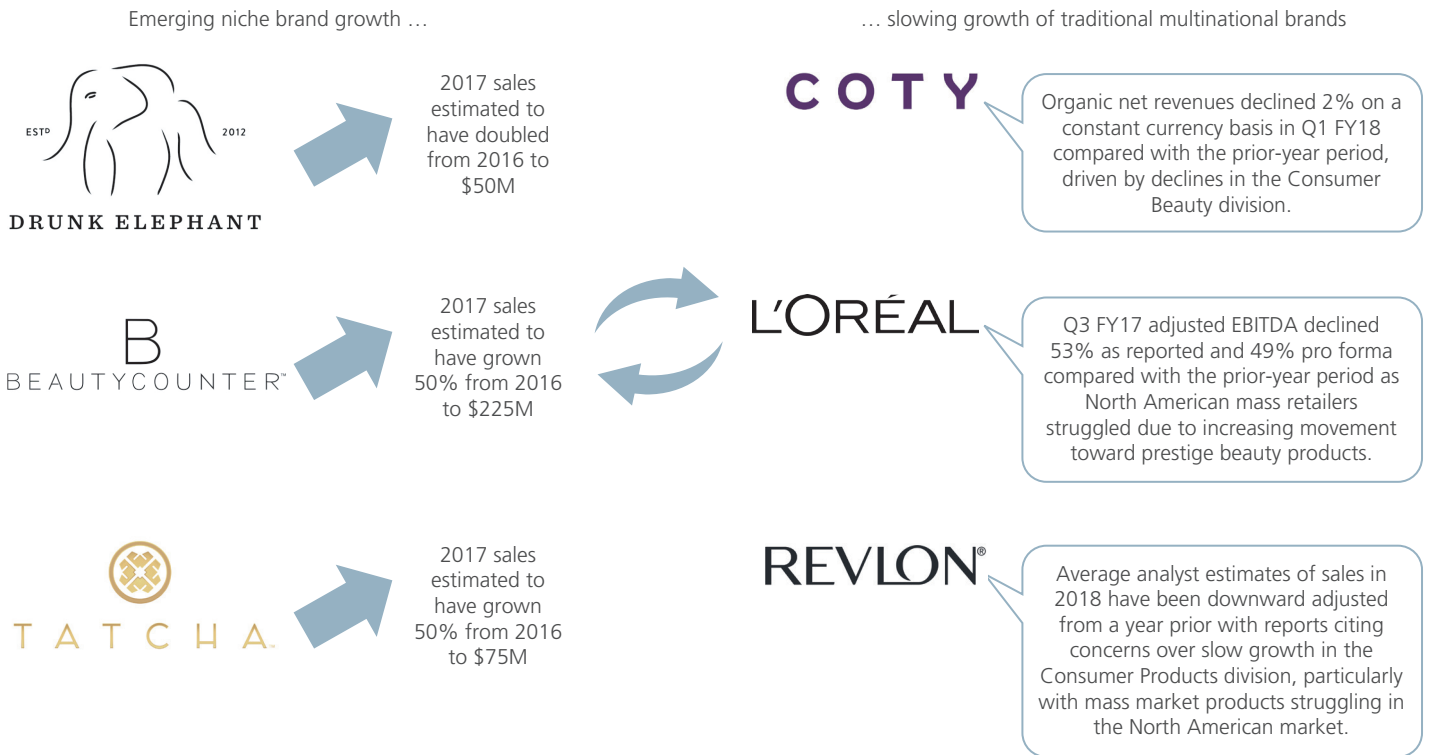 Emerging niche brand growth …
… slowing growth of traditional multinational brands
ESTD
2012
DRUNK ELEPHANT
2017 sales
estimated to
have doubled
from 2016 to
$50M
COTY
Organic net revenues declined 2% on a
constant currency basis in Q1 FY18
compared with the prior-year period,
driven by declines in the Consumer
Beauty division.
B
BEAUTYCOUNTER™
2017 sales
estimated to
have grown
50% from 2016
to $225M
L'ORÉAL
Q3 FY17 adjusted EBITDA declined
53% as reported and 49% pro forma
compared with the prior-year period as
North American mass retailers
struggled due to increasing movement
toward prestige beauty products.
TATCHA™
2017 sales
estimated to
have grown
50% from 2016
to $75M
REVLON®
Average analyst estimates of sales in
2018 have been downward adjusted
from a year prior with reports citing
concerns over slow growth in the
Consumer Products division, particularly
with mass market products struggling in
the North American market.